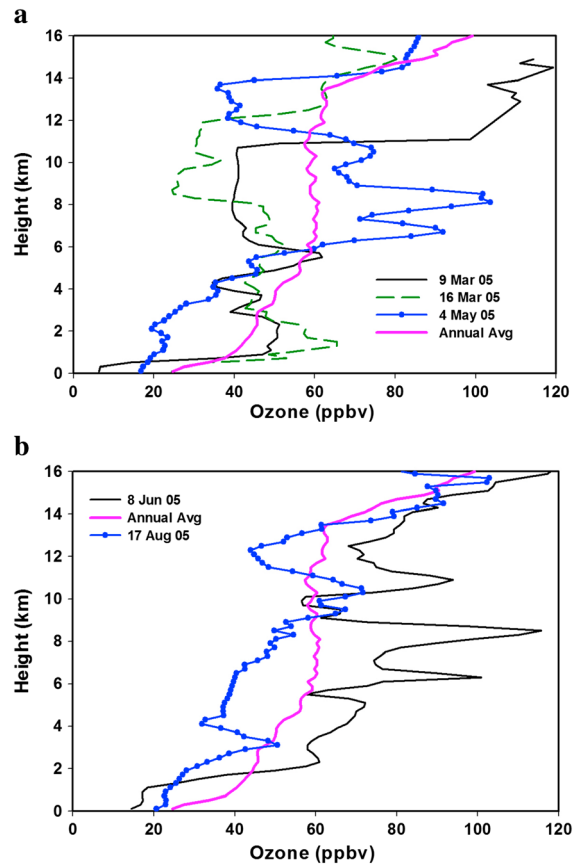 a
16
14
12
10
8
6
4
2
0
Height (km)
9 Mar 05
16 Mar 05
4 May 05
Annual Avg
0 20 40 60 80 100 120
Ozone (ppbv)
b
16
14
12
10
8
6
4
2
0
Height (km)
8 Jun 05
Annual Avg
17 Aug 05
0 20 40 60 80 100 120
Ozone (ppbv)